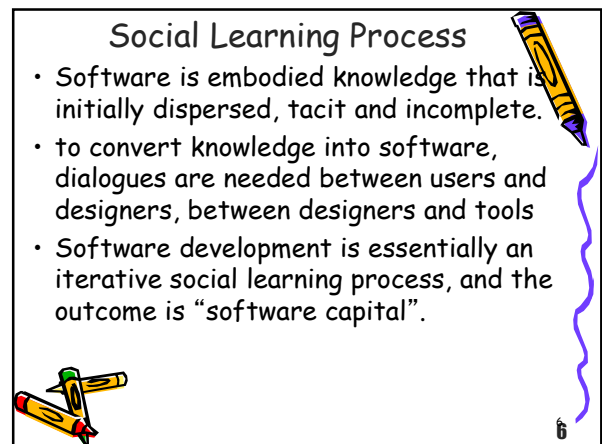 Social Learning Process
• Software is embodied knowledge that is
initially dispersed, tacit and incomplete.
• to convert knowledge into software,
dialogues are needed between users and
designers, between designers and tools
• Software development is essentially an
iterative social learning process, and the
outcome is “software capital”.
6